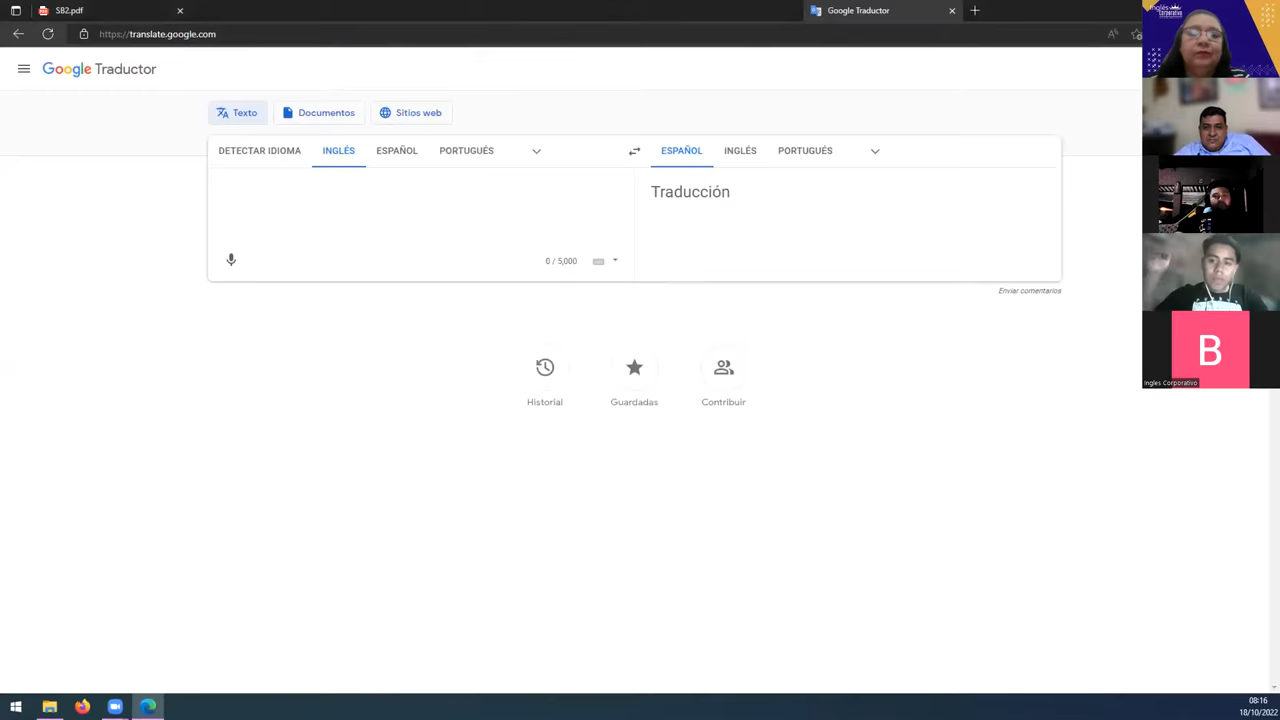 SB2.pdf
Google Traductor
https://translate.google.com
Google Traductor
Texto
Documentos
Sitios web
DETECTAR IDIOMA
INGLÉS
ESPAÑOL
PORTUGUÉS
ESPAÑOL
INGLÉS
PORTUGUÉS
Traducción
0 / 5,000
Enviar comentarios
Historial
Guardadas
Contribuir
Inglés
Corporativo
B
Ingles Corporativo
08:16
18/10/2022